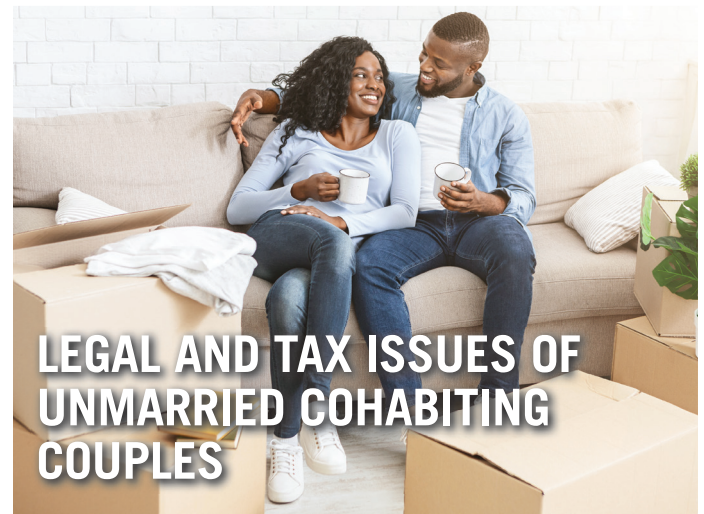 LEGAL AND TAX ISSUES OF
UNMARRIED COHABITING
COUPLES